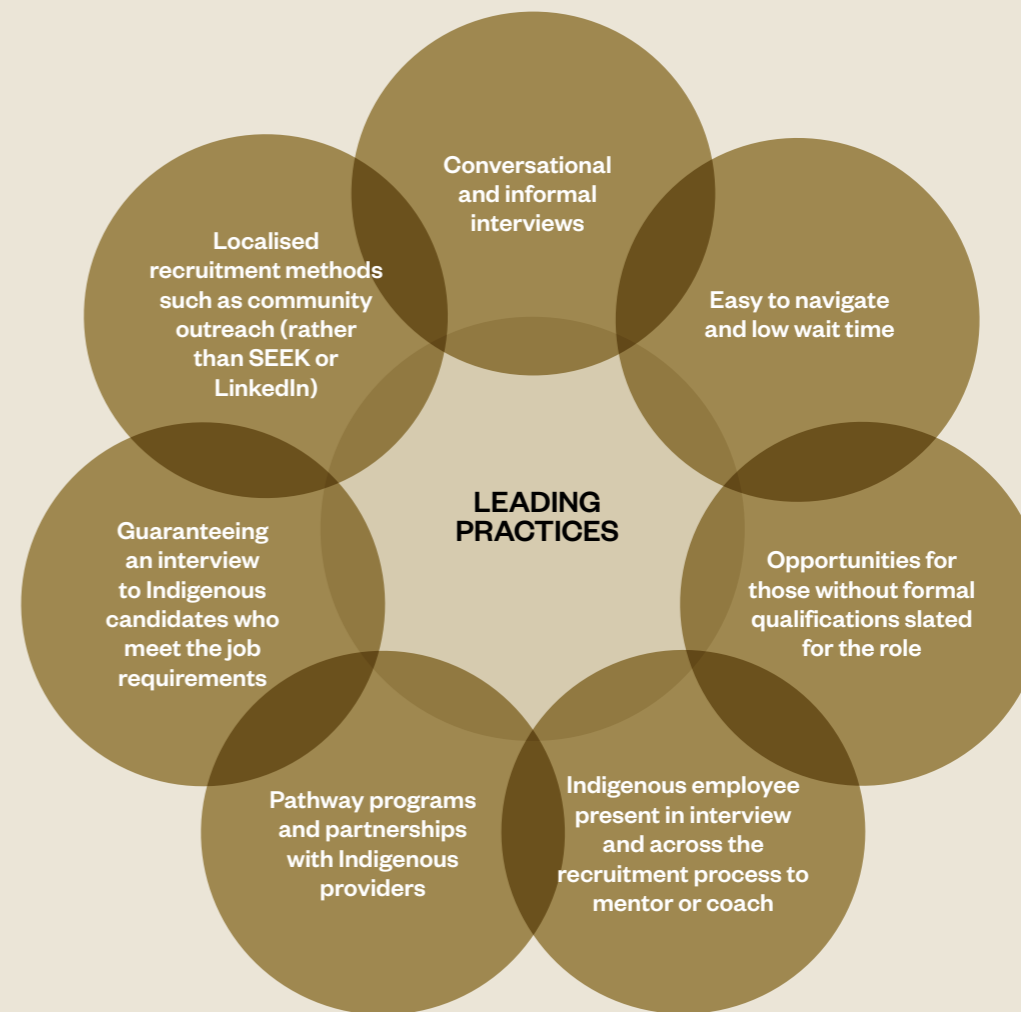 Conversational
and informal
interviews
Localised
recruitment methods
such as community
outreach (rather
than SEEK or
LinkedIn)
Easy to navigate
and low wait time
LEADING
PRACTICES
Guaranteeing
an interview
to Indigenous
candidates who
meet the job
requirements
Opportunities for
those without formal
qualifications slated
for the role
Pathway programs
and partnerships
with Indigenous
providers
Indigenous employee
present in interview
and across the
recruitment process to
mentor or coach